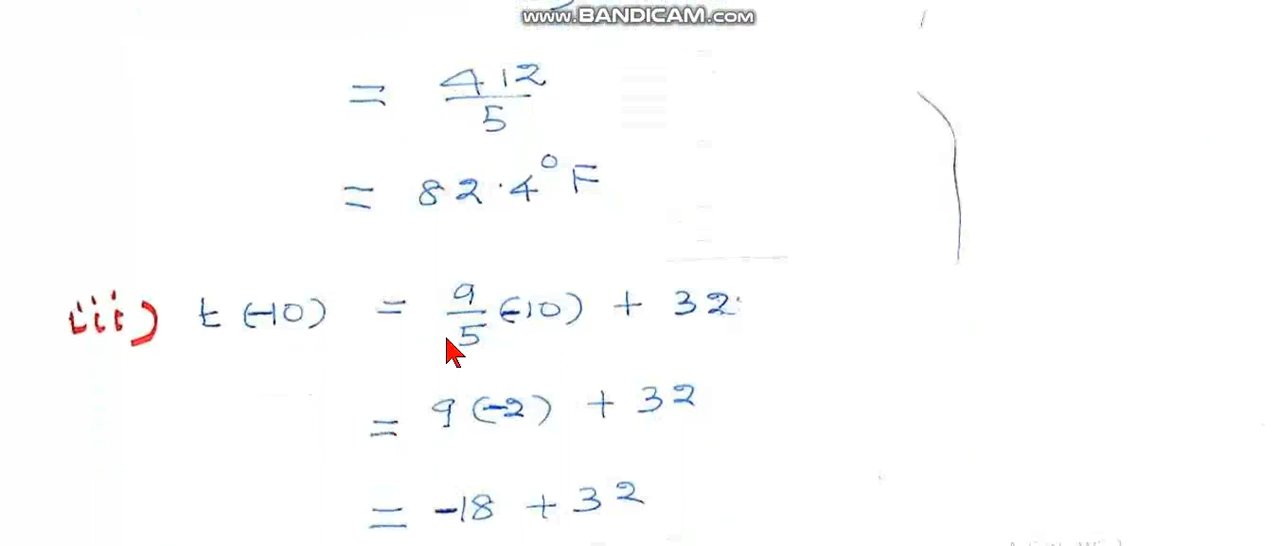 www.BANDICAM.com
= 412/5
= 82.4° F
iii) t (-10) = 9/5 (-10) + 32
= 9 (-2) + 32
= -18 + 32